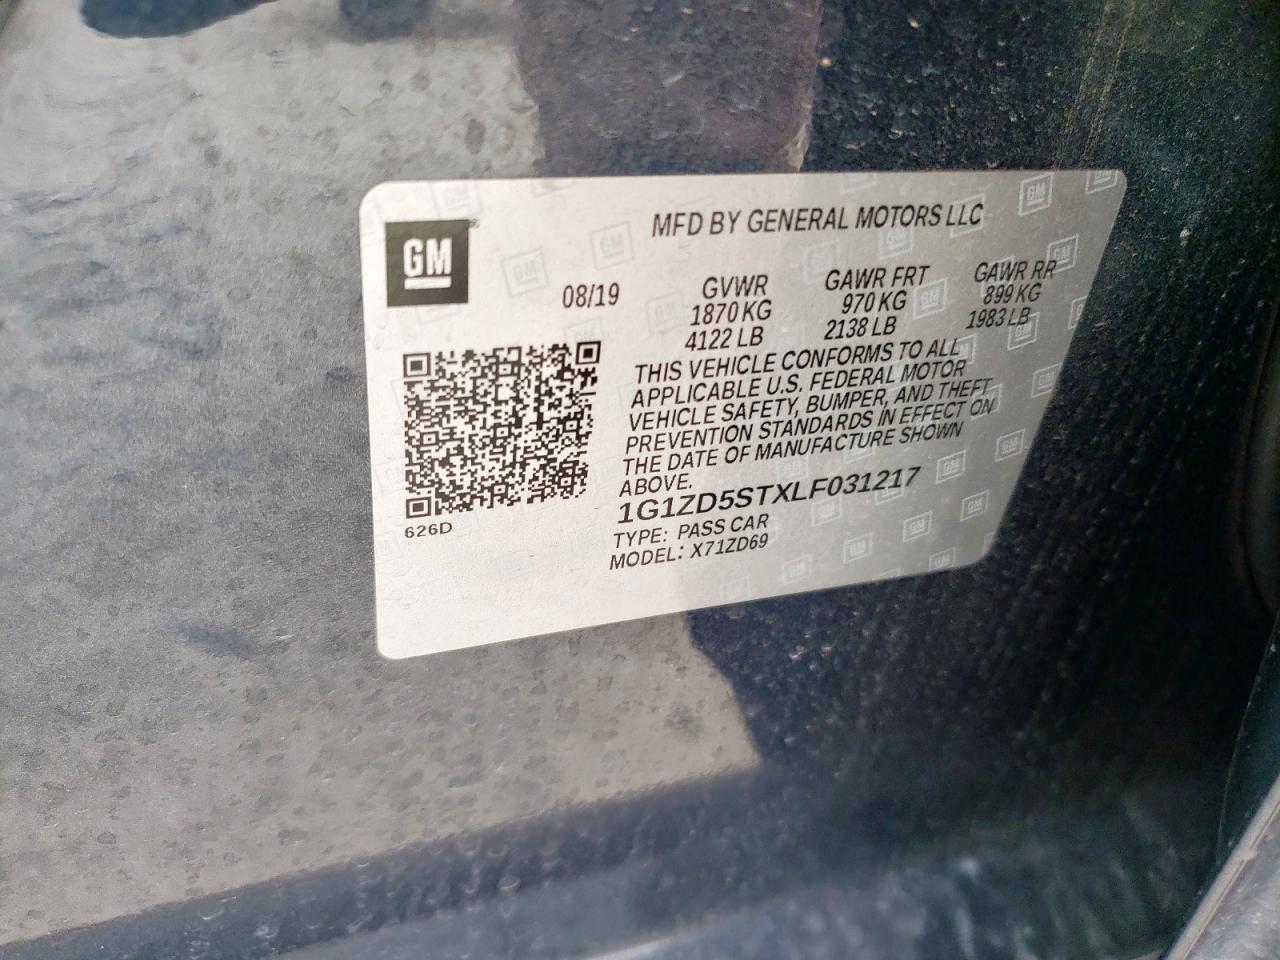 MFD BY GENERAL MOTORS LLC
GM
08/19
GVWR
1870 KG
4122 LB
GAWR FRT
970 KG
2138 LB
GAWR RR
899 KG
1983 LB
THIS VEHICLE CONFORMS TO ALL
APPLICABLE U.S. FEDERAL MOTOR
VEHICLE SAFETY, BUMPER, AND THEFT
PREVENTION STANDARDS IN EFFECT ON
THE DATE OF MANUFACTURE SHOWN
ABOVE.
1G1ZD5STXLF031217
TYPE: PASS CAR
MODEL: X71ZD69
626D